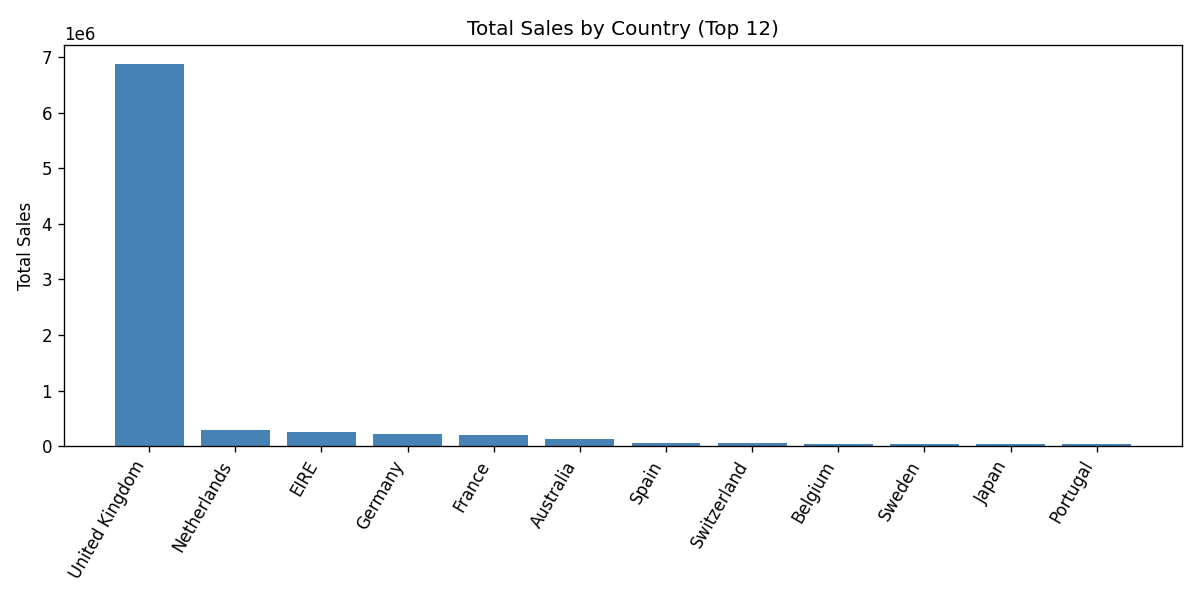 Total Sales by Country (Top 12)
1e6
7
6
5
4
3
2
1
0
Total Sales
United Kingdom
Netherlands
EIRE
Germany
France
Australia
Spain
Switzerland
Belgium
Sweden
Japan
Portugal